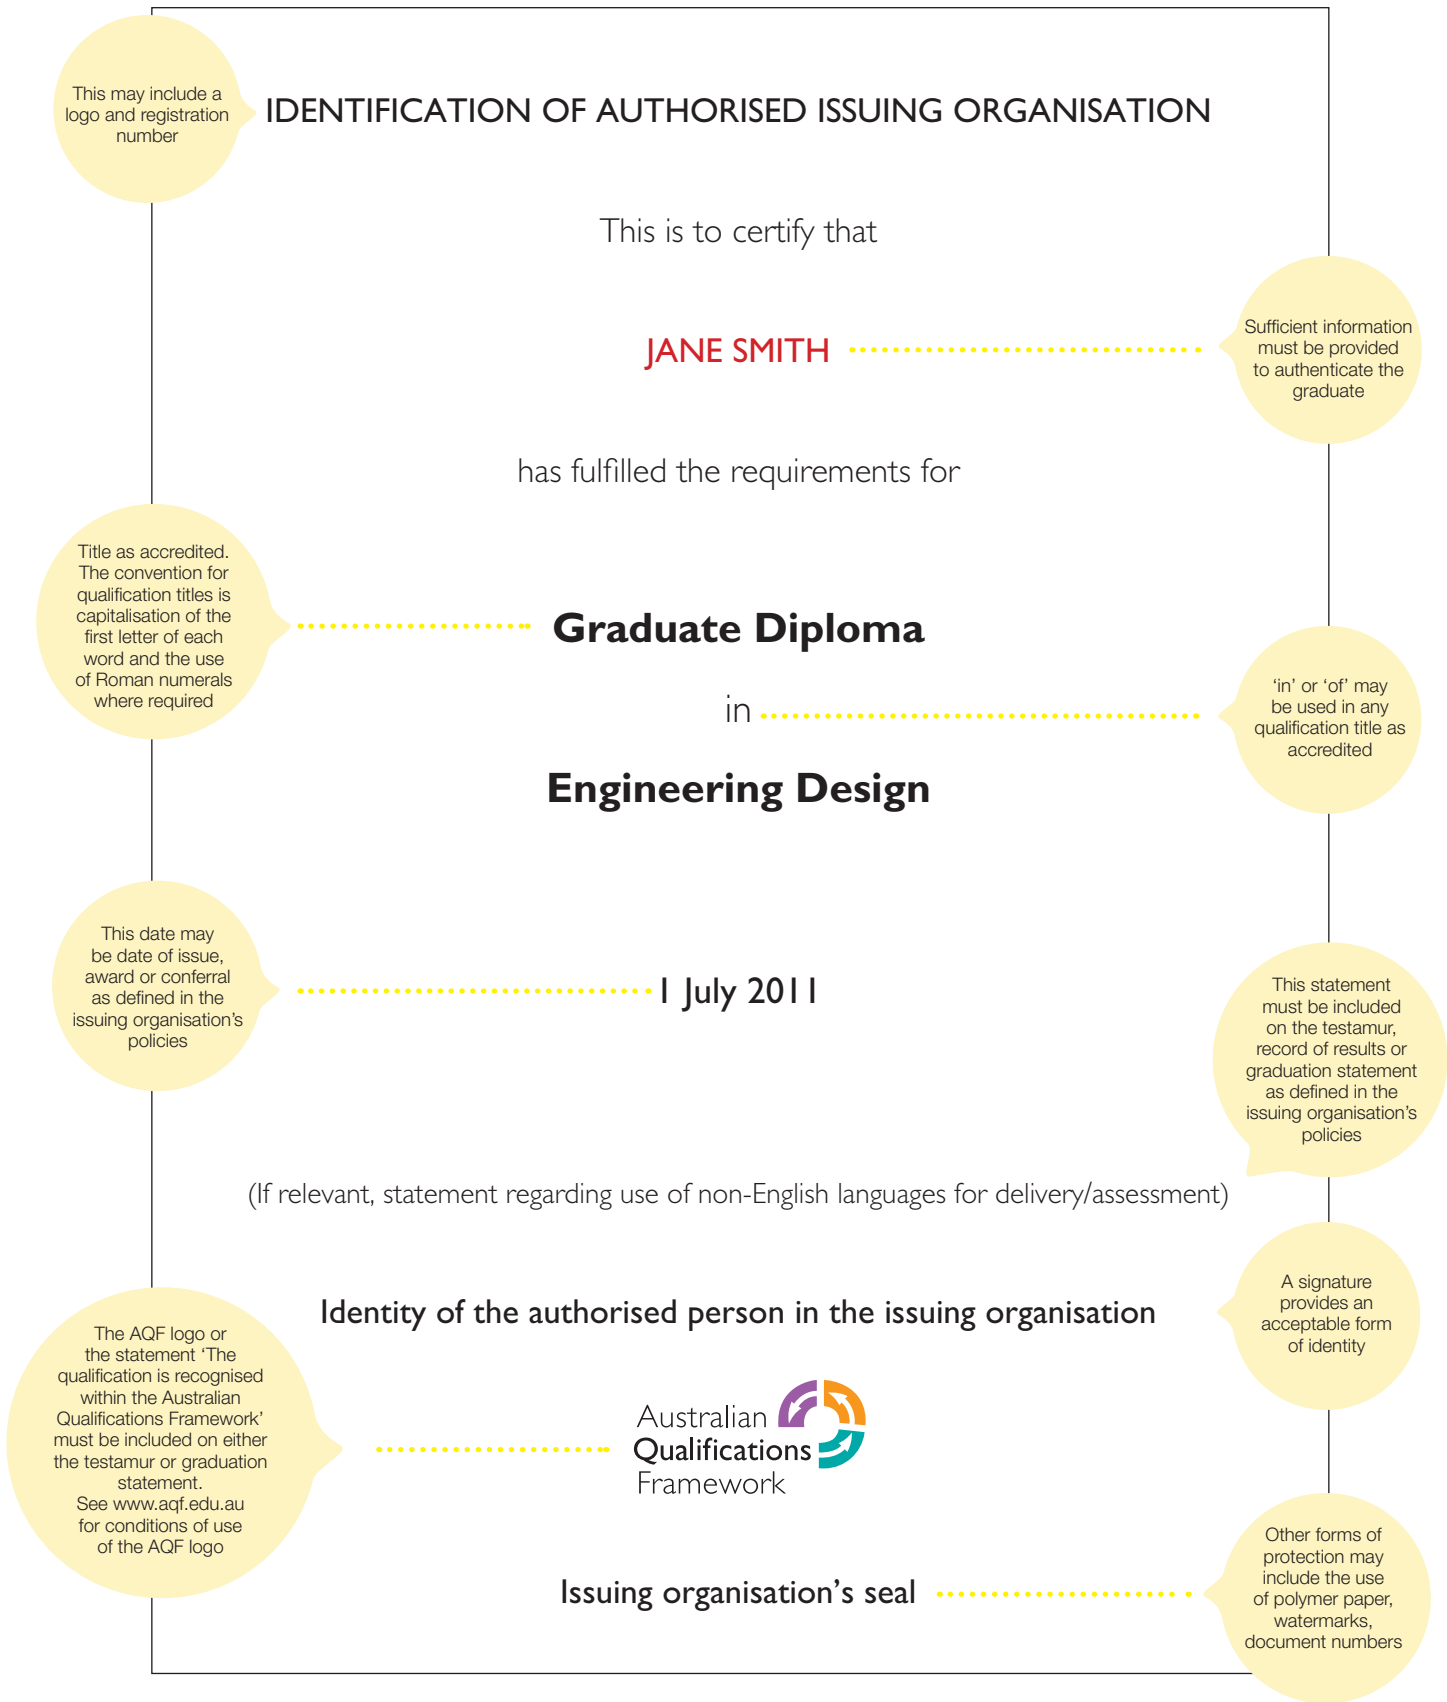 This may include a
logo and registration
number
IDENTIFICATION OF AUTHORISED ISSUING ORGANISATION
This is to certify that
JANE SMITH
Sufficient information
must be provided
to authenticate the
graduate
has fulfilled the requirements for
Title as accredited.
The convention for
qualification titles is
capitalisation of the
first letter of each
word and the use
of Roman numerals
where required
Graduate Diploma
in
‘in’ or ‘of’ may
be used in any
qualification title as
accredited
Engineering Design
This date may
be date of issue,
award or conferral
as defined in the
issuing organisation’s
policies
1 July 2011
This statement
must be included
on the testamur,
record of results or
graduation statement
as defined in the
issuing organisation’s
policies
(If relevant, statement regarding use of non-English languages for delivery/assessment)
Identity of the authorised person in the issuing organisation
A signature
provides an
acceptable form
of identity
The AQF logo or
the statement ‘The
qualification is recognised
within the Australian
Qualifications Framework’
must be included on either
the testamur or graduation
statement.
See www.aqf.edu.au
for conditions of use
of the AQF logo
Australian
Qualifications
Framework
Issuing organisation’s seal
Other forms of
protection may
include the use
of polymer paper,
watermarks,
document numbers